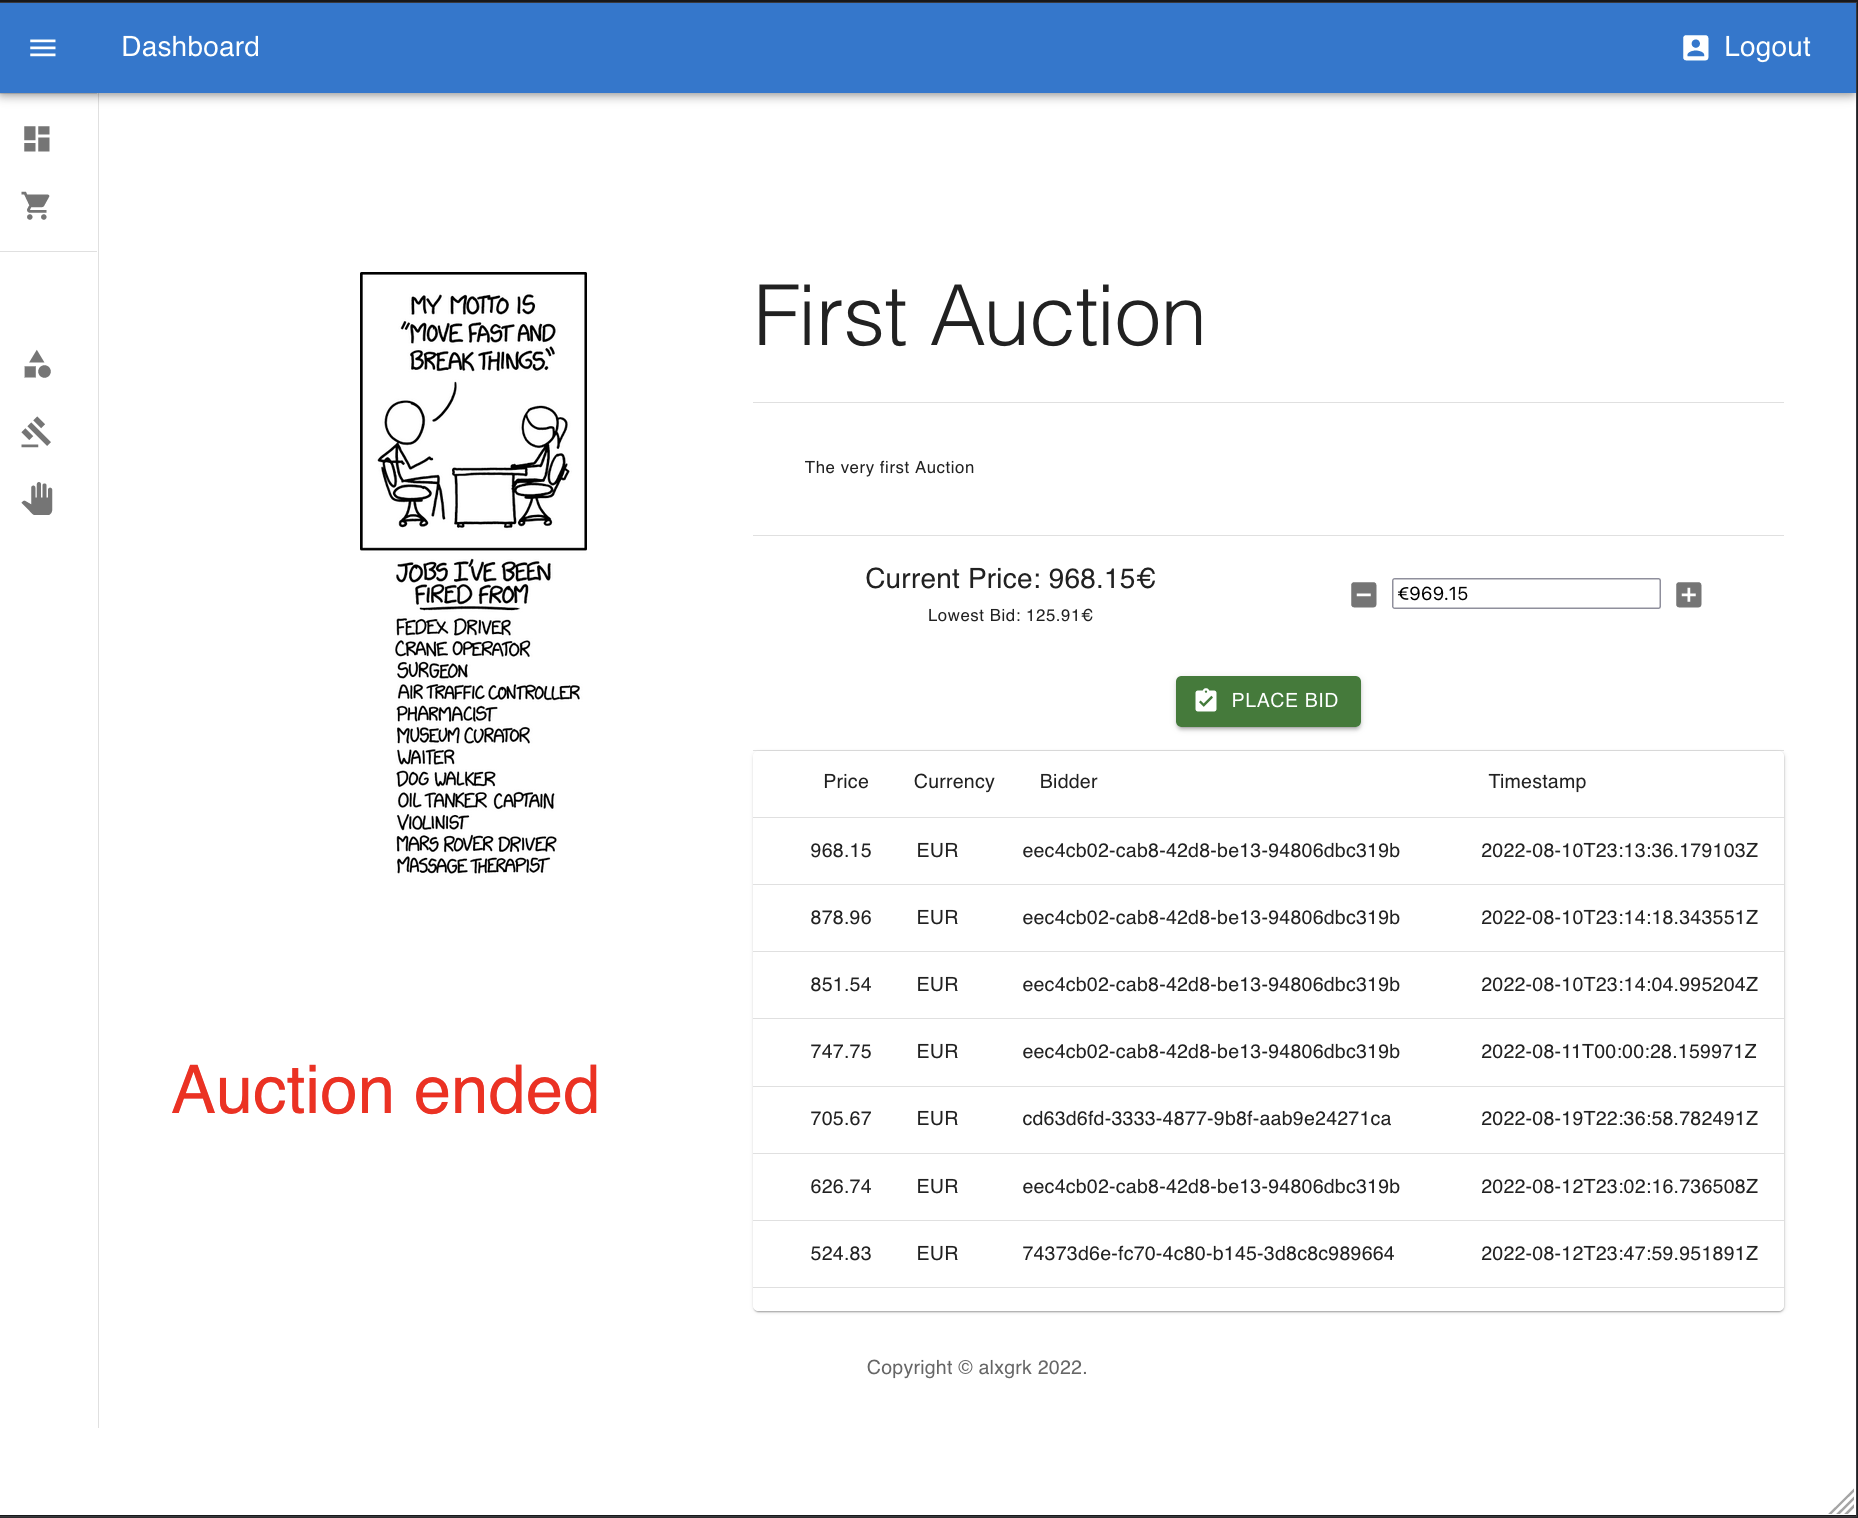 Dashboard
Logout
MY MOTTO IS
"MOVE FAST AND
BREAK THINGS."
JOBS I'VE BEEN
FIRED FROM
FEDEX DRIVER
CRANE OPERATOR
SURGEON
AIR TRAFFIC CONTROLLER
PHARMACIST
MUSEUM CURATOR
WAITER
DOG WALKER
OIL TANKER CAPTAIN
VIOLINIST
MARS ROVER DRIVER
MASSAGE THERAPIST
Auction ended
First Auction
The very first Auction
Current Price: 968.15€
Lowest Bid: 125.91€
€969.15
PLACE BID
Price Currency Bidder Timestamp
968.15 EUR eec4cb02-cab8-42d8-be13-94806dbc319b 2022-08-10T23:13:36.179103Z
878.96 EUR eec4cb02-cab8-42d8-be13-94806dbc319b 2022-08-10T23:14:18.343551Z
851.54 EUR eec4cb02-cab8-42d8-be13-94806dbc319b 2022-08-10T23:14:04.995204Z
747.75 EUR eec4cb02-cab8-42d8-be13-94806dbc319b 2022-08-11T00:00:28.159971Z
705.67 EUR cd63d6fd-3333-4877-9b8f-aab9e24271ca 2022-08-19T22:36:58.782491Z
626.74 EUR eec4cb02-cab8-42d8-be13-94806dbc319b 2022-08-12T23:02:16.736508Z
524.83 EUR 74373d6e-fc70-4c80-b145-3d8c8c989664 2022-08-12T23:47:59.951891Z
Copyright © alxgrk 2022.